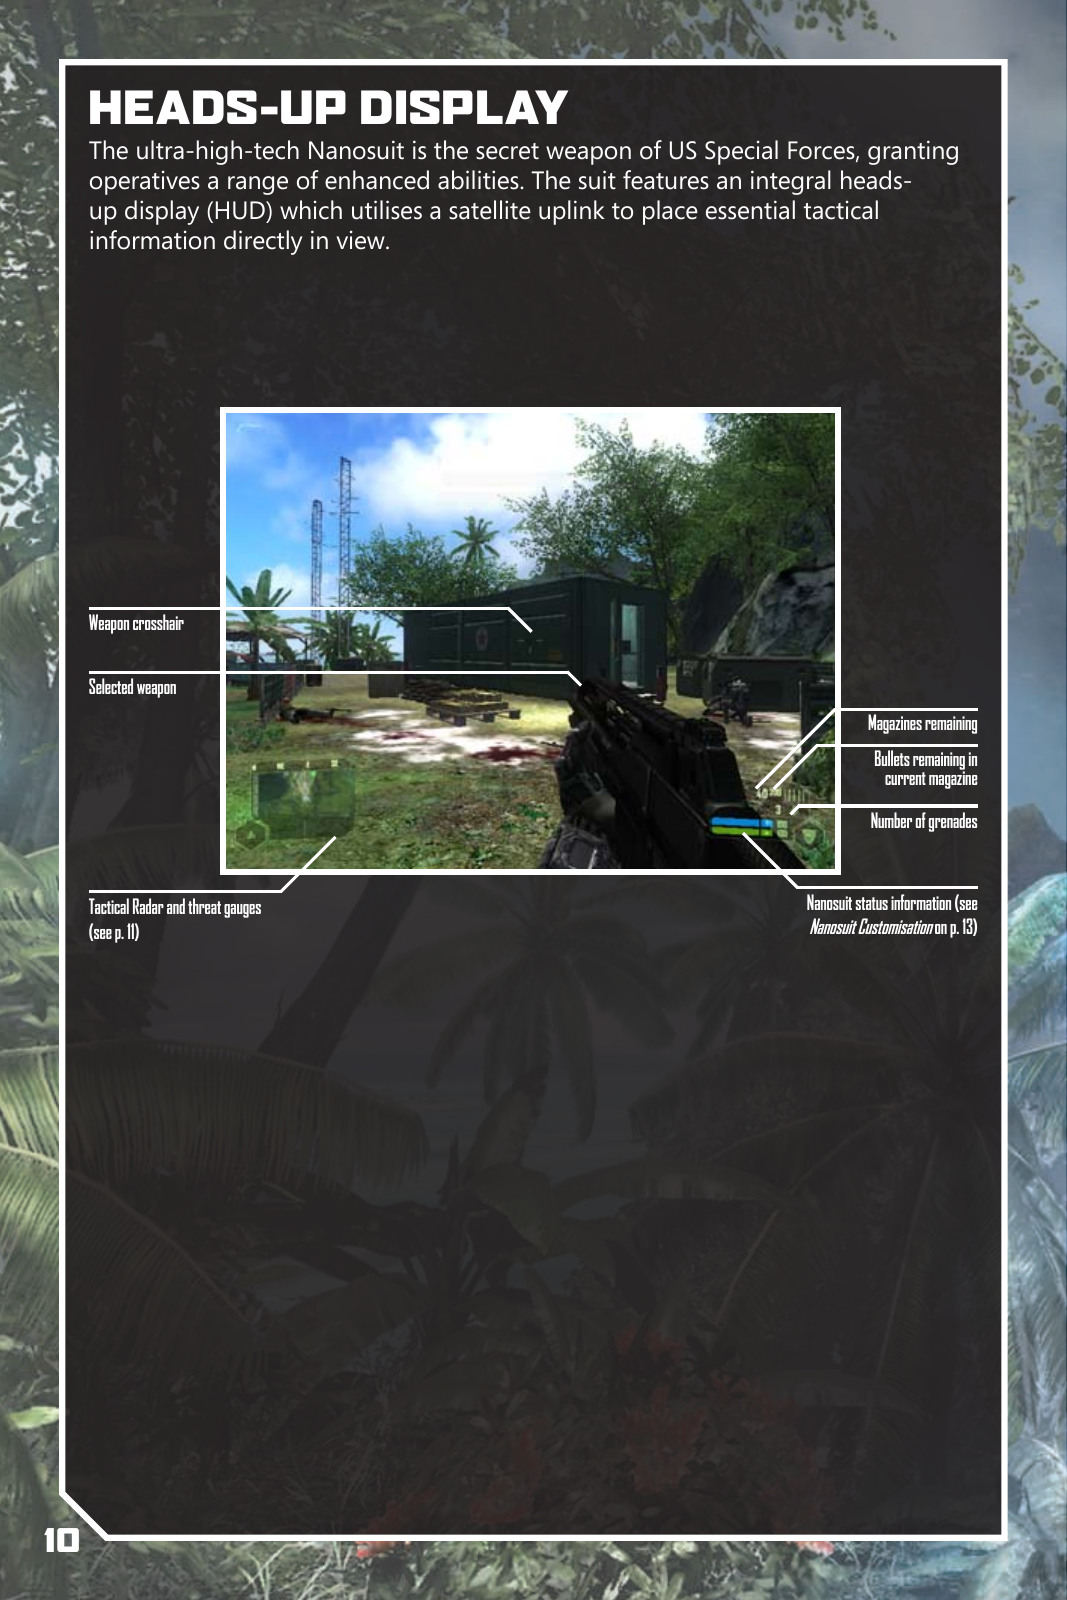 HEADS-UP DISPLAY
The ultra-high-tech Nanosuit is the secret weapon of US Special Forces, granting
operatives a range of enhanced abilities. The suit features an integral heads-
up display (HUD) which utilises a satellite uplink to place essential tactical
information directly in view.
Weapon crosshair
Selected weapon
Magazines remaining
Bullets remaining in
current magazine
Number of grenades
Tactical Radar and threat gauges
(see p. 11)
Nanosuit status information (see
Nanosuit Customisation on p. 13)
10